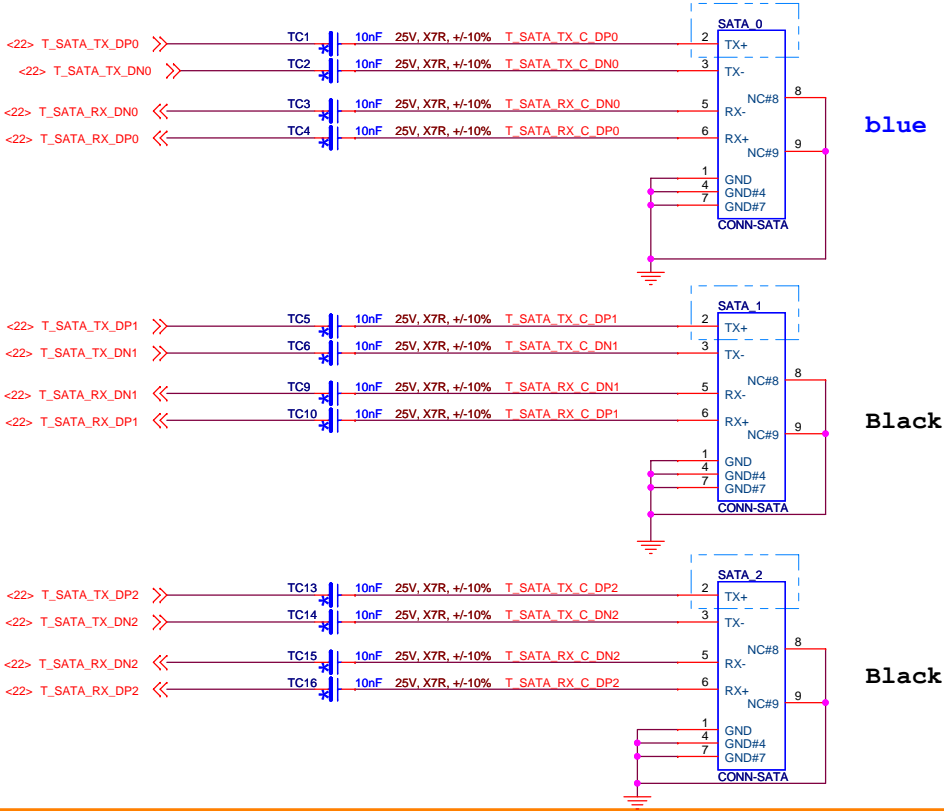 SATA_0
<22> T_SATA_TX_DP0 TC1 10nF 25V, X7R, +/-10% T_SATA_TX_C_DP0 2 TX+
<22> T_SATA_TX_DN0 TC2 10nF 25V, X7R, +/-10% T_SATA_TX_C_DN0 3 TX-
NC#8 8
<22> T_SATA_RX_DN0 TC3 10nF 25V, X7R, +/-10% T_SATA_RX_C_DN0 5 RX-
blue
<22> T_SATA_RX_DP0 TC4 10nF 25V, X7R, +/-10% T_SATA_RX_C_DP0 6 RX+
NC#9 9
1 GND
4 GND#4
7 GND#7
CONN-SATA
SATA_1
<22> T_SATA_TX_DP1 TC5 10nF 25V, X7R, +/-10% T_SATA_TX_C_DP1 2 TX+
<22> T_SATA_TX_DN1 TC6 10nF 25V, X7R, +/-10% T_SATA_TX_C_DN1 3 TX-
NC#8 8
<22> T_SATA_RX_DN1 TC9 10nF 25V, X7R, +/-10% T_SATA_RX_C_DN1 5 RX-
<22> T_SATA_RX_DP1 TC10 10nF 25V, X7R, +/-10% T_SATA_RX_C_DP1 6 RX+
Black
NC#9 9
1 GND
4 GND#4
7 GND#7
CONN-SATA
SATA_2
<22> T_SATA_TX_DP2 TC13 10nF 25V, X7R, +/-10% T_SATA_TX_C_DP2 2 TX+
<22> T_SATA_TX_DN2 TC14 10nF 25V, X7R, +/-10% T_SATA_TX_C_DN2 3 TX-
NC#8 8
<22> T_SATA_RX_DN2 TC15 10nF 25V, X7R, +/-10% T_SATA_RX_C_DN2 5 RX-
Black
<22> T_SATA_RX_DP2 TC16 10nF 25V, X7R, +/-10% T_SATA_RX_C_DP2 6 RX+
NC#9 9
1 GND
4 GND#4
7 GND#7
CONN-SATA